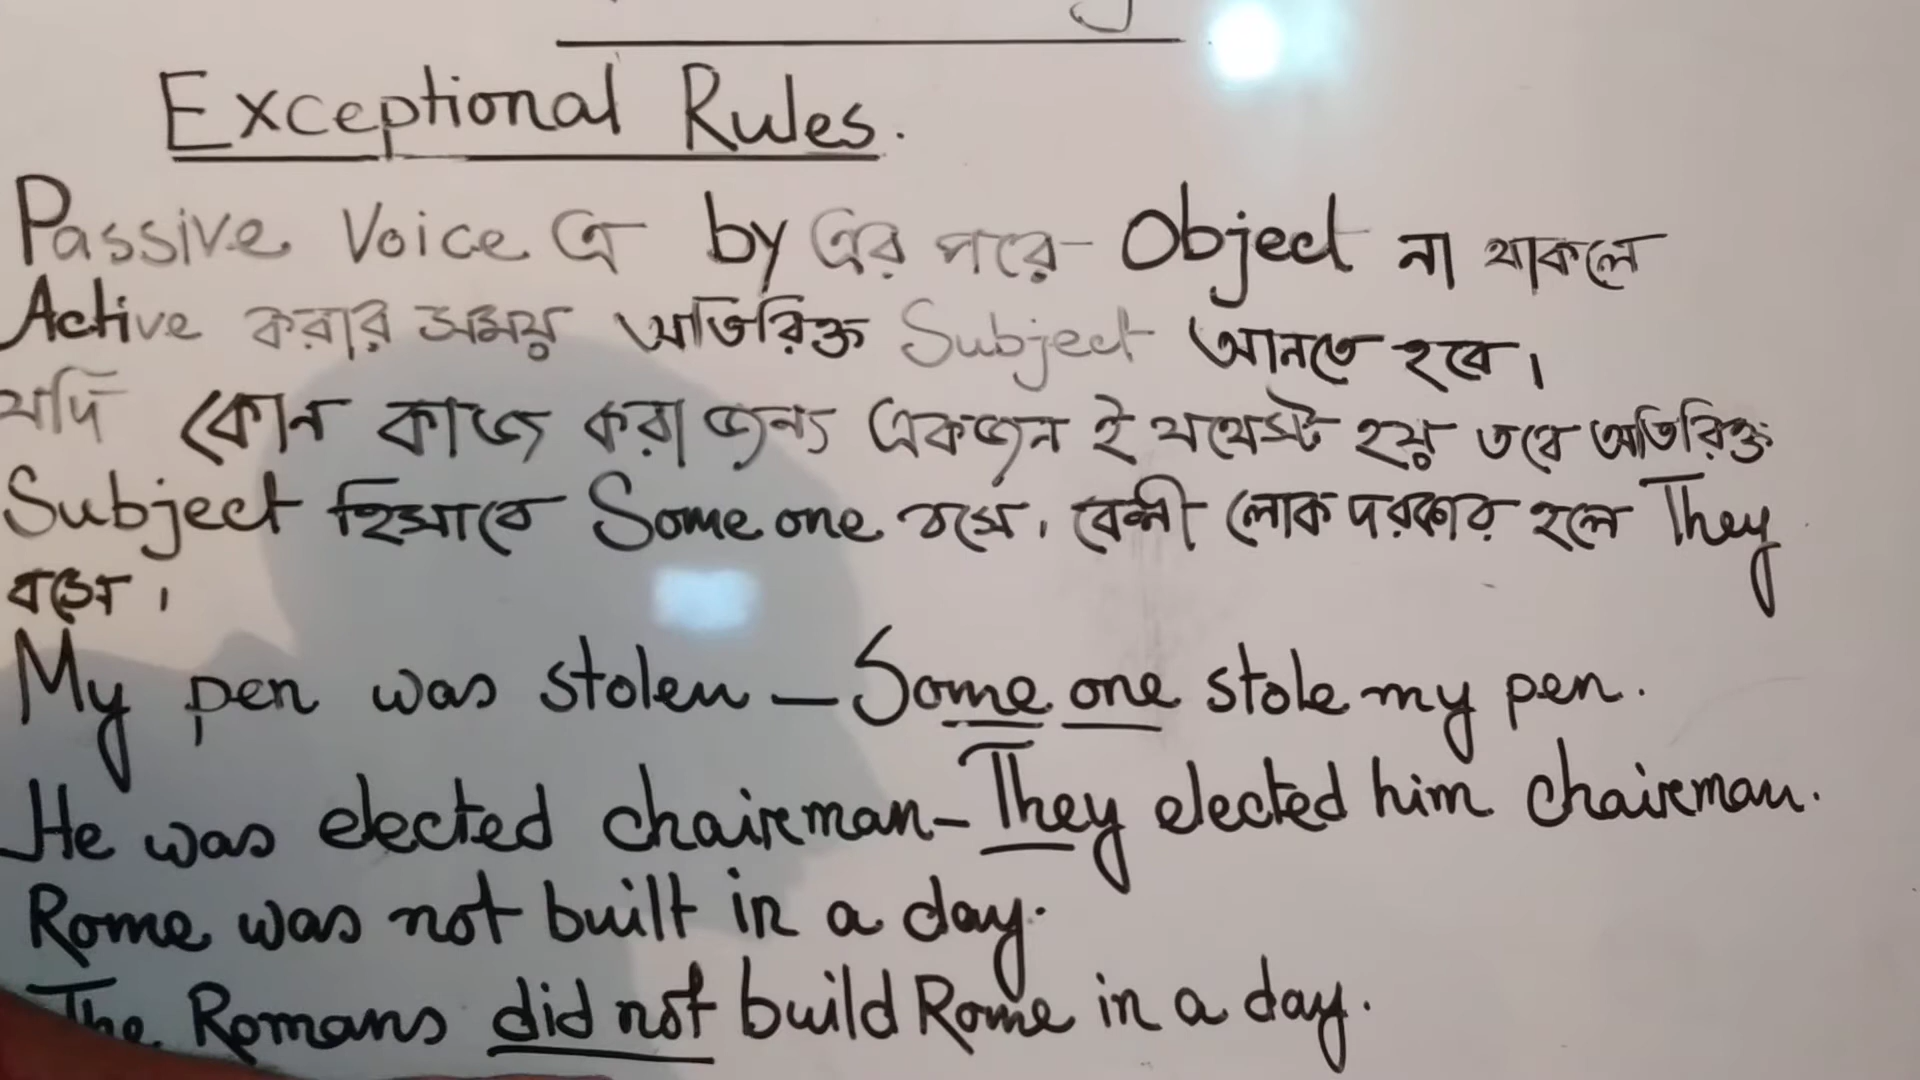 Exceptional Rules.
Passive Voice এ by এর পরে Object না থাকলে
Active করার সময় অতিরিক্ত Subject আনতে হবে।
যদি কোন কাজ করা জন্য একজন ই যথেস্ট হয় তবে অতিরিক্ত
Subject হিসাবে Some one বসে। বেশী লোক দরকার হলে They
বসে।
My pen was stolen – Some one stole my pen.
He was elected chairman – They elected him chairman.
Rome was not built in a day.
The Romans did not build Rome in a day.